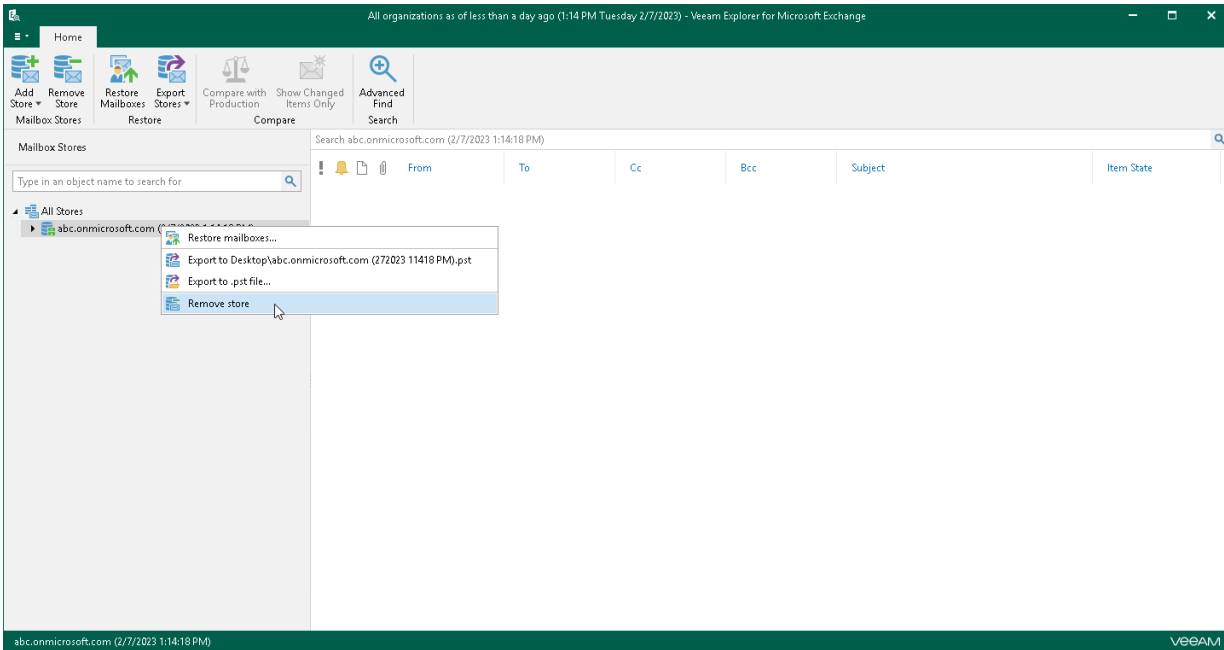 All organizations as of less than a day ago (1:14 PM Tuesday 2/7/2023) - Veeam Explorer for Microsoft Exchange
Home
Add Store
Remove Store
Restore Mailboxes
Export Stores
Compare with Production
Show Changed Items Only
Advanced Find
Mailbox Stores
Restore
Compare
Search
Mailbox Stores
Search abc.onmicrosoft.com (2/7/2023 1:14:18 PM)
From To Cc Bcc Subject Item State
Type in an object name to search for
All Stores
abc.onmicrosoft.com
Restore mailboxes...
Export to Desktop\abc.onmicrosoft.com (272023 11418 PM).pst
Export to .pst file...
Remove store
abc.onmicrosoft.com (2/7/2023 1:14:18 PM)
veeam